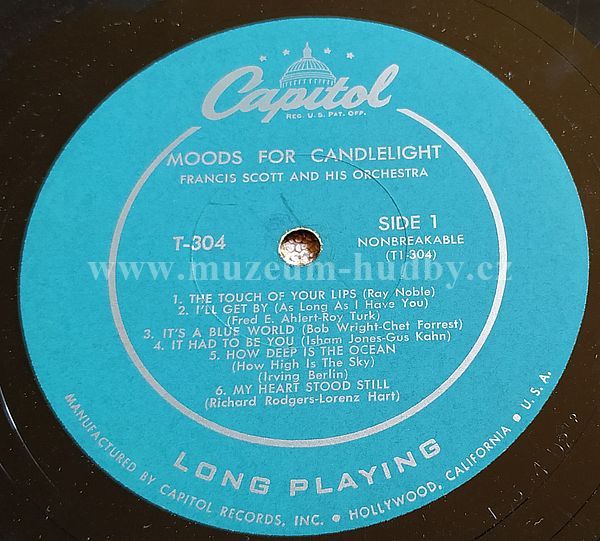 Capitol
REG. U.S. PAT. OFF.
MOODS FOR CANDLELIGHT
FRANCIS SCOTT AND HIS ORCHESTRA
T-304
SIDE 1
NONBREAKABLE
(T1-304)
www.muzeum-hudby.cz
1. THE TOUCH OF YOUR LIPS (Ray Noble)
2. I'LL GET BY (As Long As I Have You)
(Fred E. Ahlert-Roy Turk)
3. IT'S A BLUE WORLD (Bob Wright-Chet Forrest)
4. IT HAD TO BE YOU (Isham Jones-Gus Kahn)
5. HOW DEEP IS THE OCEAN
(How High Is The Sky)
(Irving Berlin)
6. MY HEART STOOD STILL
(Richard Rodgers-Lorenz Hart)
LONG PLAYING
MANUFACTURED BY CAPITOL RECORDS, INC. • HOLLYWOOD, CALIFORNIA • U. S. A.